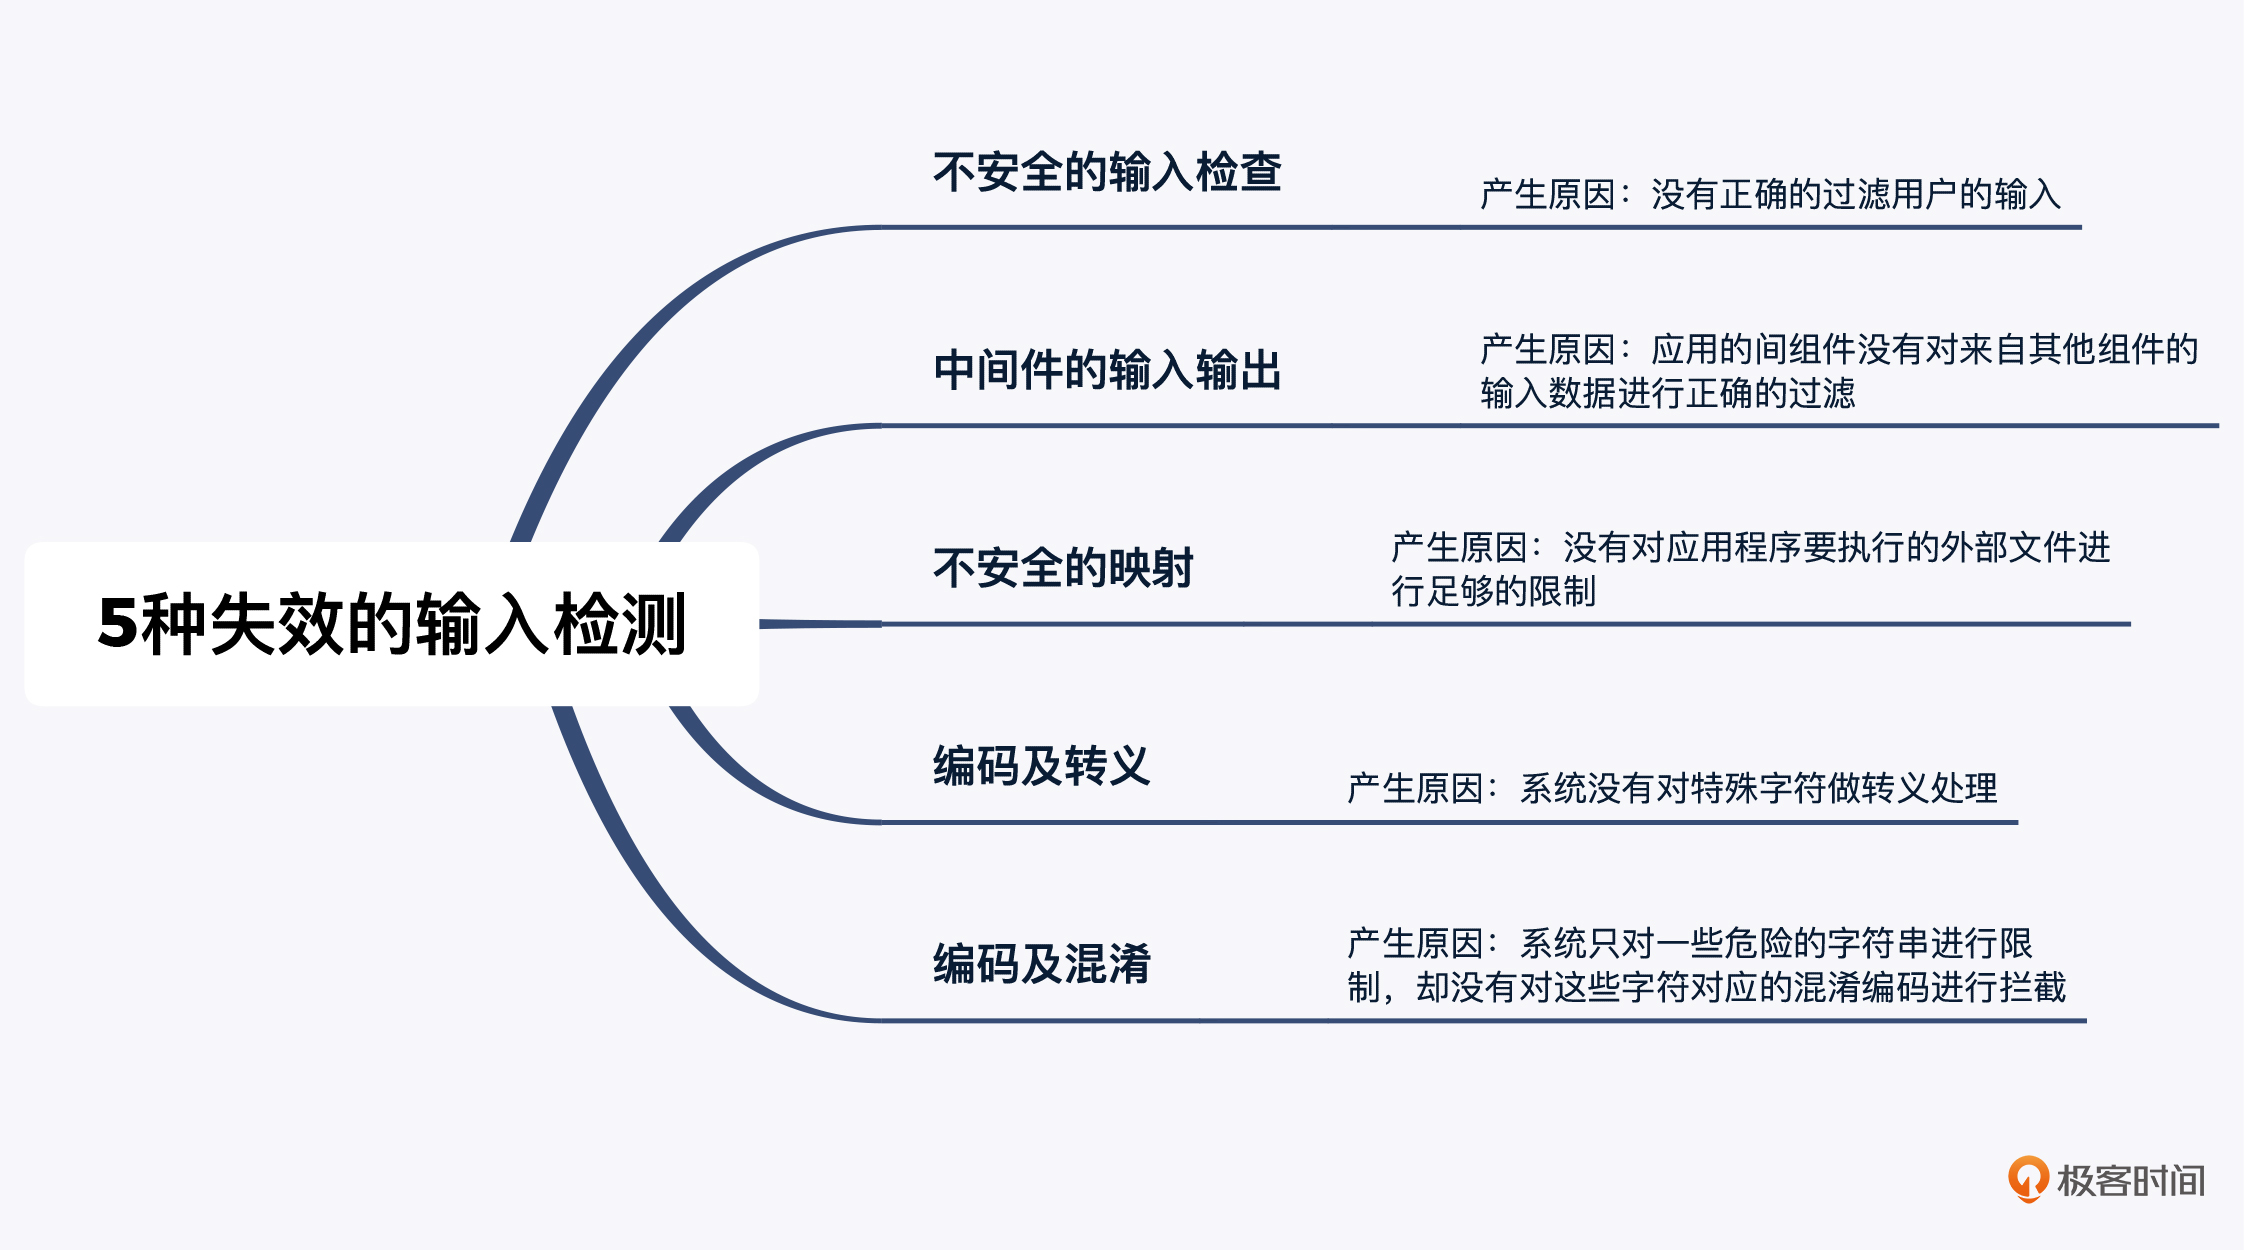 不安全的输入检查
产生原因：没有正确的过滤用户的输入
中间件的输入输出
产生原因：应用的间组件没有对来自其他组件的
输入数据进行正确的过滤
5种失效的输入检测
不安全的映射
产生原因：没有对应用程序要执行的外部文件进
行足够的限制
编码及转义
产生原因：系统没有对特殊字符做转义处理
编码及混淆
产生原因：系统只对一些危险的字符串进行限
制，却没有对这些字符对应的混淆编码进行拦截
极客时间